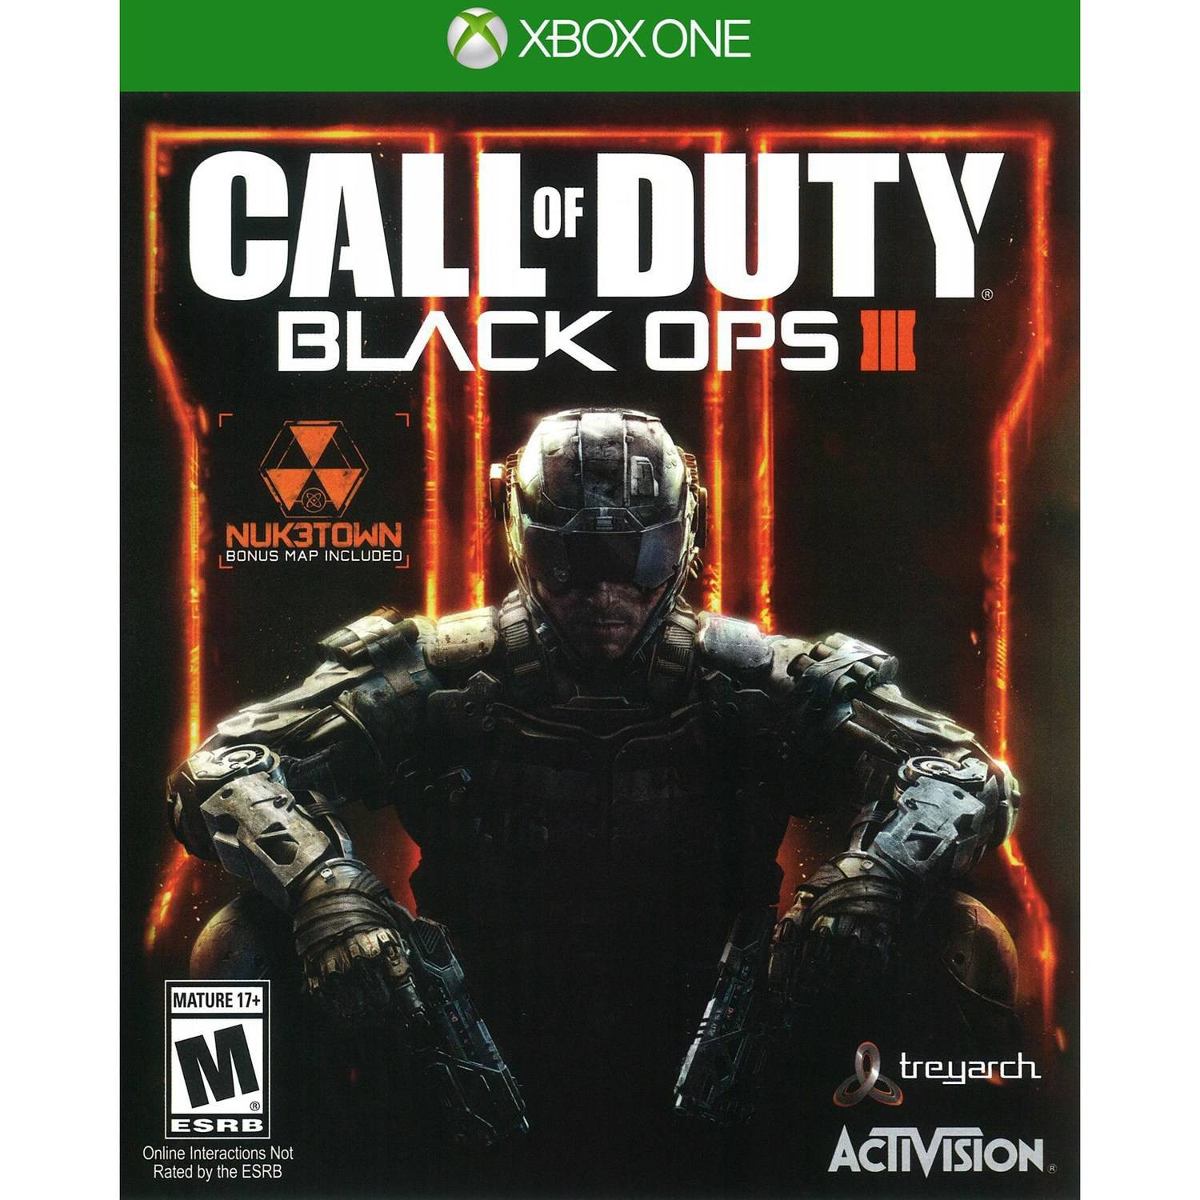 XBOX ONE
CALL OF DUTY®
BLACK OPS III
NUK3TOWN
BONUS MAP INCLUDED
MATURE 17+
M®
ESRB
Online Interactions Not
Rated by the ESRB
treyarch
ACTIVISION®